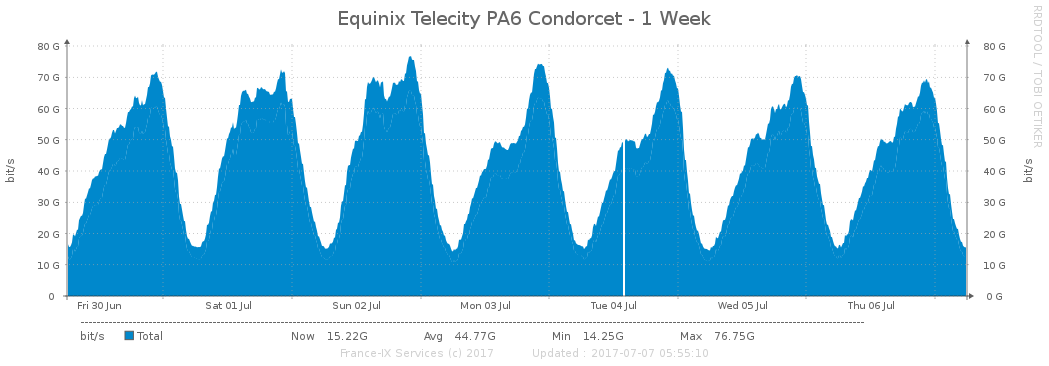 Equinix Telecity PA6 Condorcet - 1 Week
RRDTOOL / TOBI OETIKER
80 G 80 G
70 G 70 G
60 G 60 G
50 G 50 G
40 G 40 G
30 G 30 G
20 G 20 G
10 G 10 G
0 0 G
bit/s
bit/s
Fri 30 Jun Sat 01 Jul Sun 02 Jul Mon 03 Jul Tue 04 Jul Wed 05 Jul Thu 06 Jul
bit/s Total Now 15.22G Avg 44.77G Min 14.25G Max 76.75G
France-IX Services (c) 2017 Updated : 2017-07-07 05:55:10